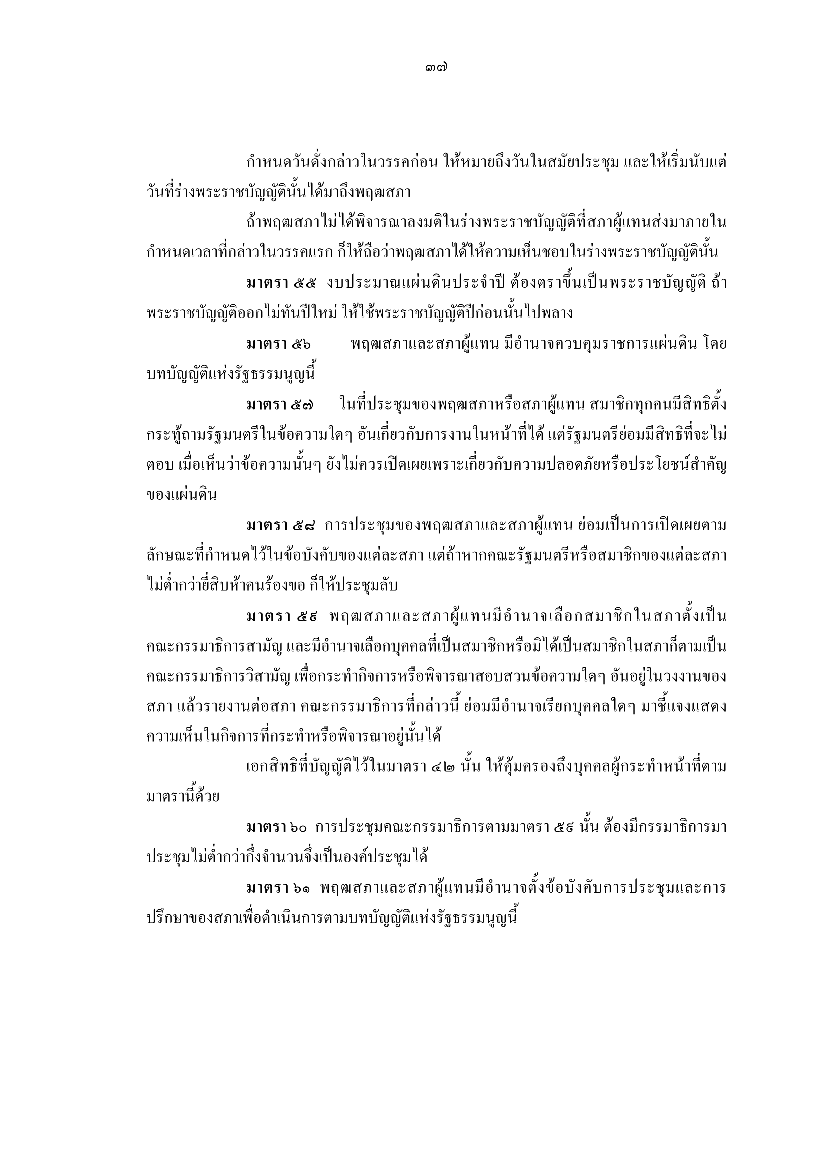 ๓๗
กำหนดวันดั่งกล่าวในวรรคก่อน ให้หมายถึงวันในสมัยประชุม และให้เริ่มนับแต่
วันที่ร่างพระราชบัญญัตินั้นได้มาถึงพฤฒสภา
ถ้าพฤฒสภาไม่ได้พิจารณาลงมติในร่างพระราชบัญญัติที่สภาผู้แทนส่งมาภายใน
กำหนดเวลาที่กล่าวในวรรคแรก ก็ให้ถือว่าพฤฒสภาได้ให้ความเห็นชอบในร่างพระราชบัญญัตินั้น
มาตรา ๕๕ งบประมาณแผ่นดินประจำปี ต้องตราขึ้นเป็นพระราชบัญญัติ ถ้า
พระราชบัญญัติออกไม่ทันปีใหม่ ให้ใช้พระราชบัญญัติปีก่อนนั้นไปพลาง
มาตรา ๕๖ พฤฒสภาและสภาผู้แทน มีอำนาจควบคุมราชการแผ่นดิน โดย
บทบัญญัติแห่งรัฐธรรมนูญนี้
มาตรา ๕๗ ในที่ประชุมของพฤฒสภาหรือสภาผู้แทน สมาชิกทุกคนมีสิทธิตั้ง
กระทู้ถามรัฐมนตรีในข้อความใดๆ อันเกี่ยวกับการงานในหน้าที่ได้ แต่รัฐมนตรีย่อมมีสิทธิที่จะไม่
ตอบ เมื่อเห็นว่าข้อความนั้นๆ ยังไม่ควรเปิดเผยเพราะเกี่ยวกับความปลอดภัยหรือประโยชน์สำคัญ
ของแผ่นดิน
มาตรา ๕๘ การประชุมของพฤฒสภาและสภาผู้แทน ย่อมเป็นการเปิดเผยตาม
ลักษณะที่กำหนดไว้ในข้อบังคับของแต่ละสภา แต่ถ้าหากคณะรัฐมนตรีหรือสมาชิกของแต่ละสภา
ไม่ต่ำกว่ายี่สิบห้าคนร้องขอ ก็ให้ประชุมลับ
มาตรา ๕๙ พฤฒสภาและสภาผู้แทนมีอำนาจเลือกสมาชิกในสภาตั้งเป็น
คณะกรรมาธิการสามัญ และมีอำนาจเลือกบุคคลที่เป็นสมาชิกหรือมิได้เป็นสมาชิกในสภาก็ตามเป็น
คณะกรรมาธิการวิสามัญ เพื่อกระทำกิจการหรือพิจารณาสอบสวนข้อความใดๆ อันอยู่ในวงงานของ
สภา แล้วรายงานต่อสภา คณะกรรมาธิการที่กล่าวนี้ ย่อมมีอำนาจเรียกบุคคลใดๆ มาชี้แจงแสดง
ความเห็นในกิจการที่กระทำหรือพิจารณาอยู่นั้นได้
เอกสิทธิที่บัญญัติไว้ในมาตรา ๔๒ นั้น ให้คุ้มครองถึงบุคคลผู้กระทำหน้าที่ตาม
มาตรานี้ด้วย
มาตรา ๖๐ การประชุมคณะกรรมาธิการตามมาตรา ๕๙ นั้น ต้องมีกรรมาธิการมา
ประชุมไม่ต่ำกว่ากึ่งจำนวนจึ่งเป็นองค์ประชุมได้
มาตรา ๖๑ พฤฒสภาและสภาผู้แทนมีอำนาจตั้งข้อบังคับการประชุมและการ
ปรึกษาของสภาเพื่อดำเนินการตามบทบัญญัติแห่งรัฐธรรมนูญนี้